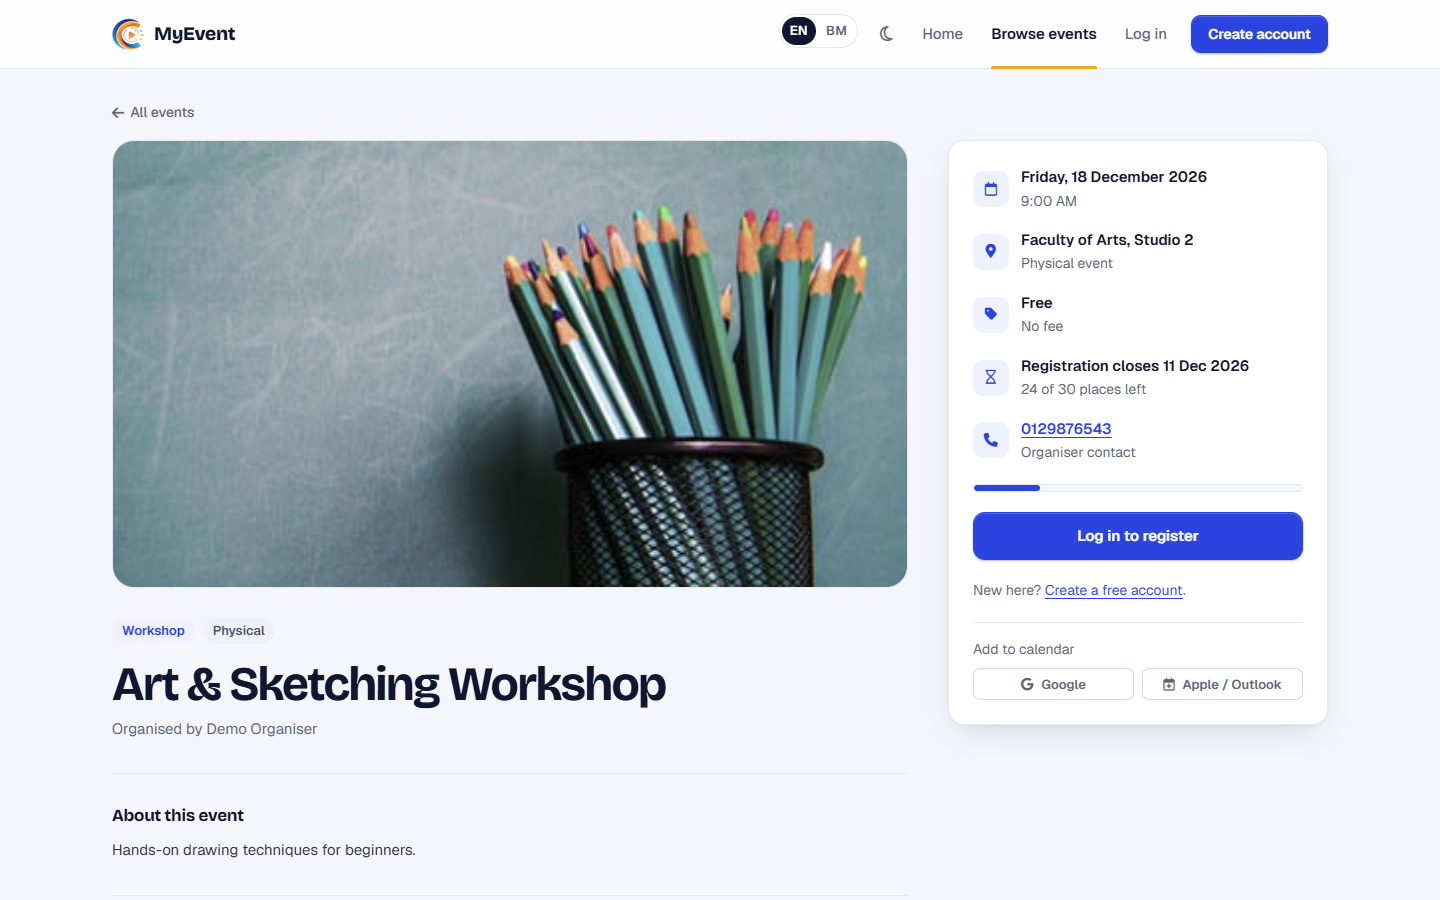 MyEvent
EN BM
Home
Browse events
Log in
Create account
All events
Workshop
Physical
Art & Sketching Workshop
Organised by Demo Organiser
About this event
Hands-on drawing techniques for beginners.
Friday, 18 December 2026
9:00 AM
Faculty of Arts, Studio 2
Physical event
Free
No fee
Registration closes 11 Dec 2026
24 of 30 places left
0129876543
Organiser contact
Log in to register
New here? Create a free account.
Add to calendar
Google
Apple / Outlook